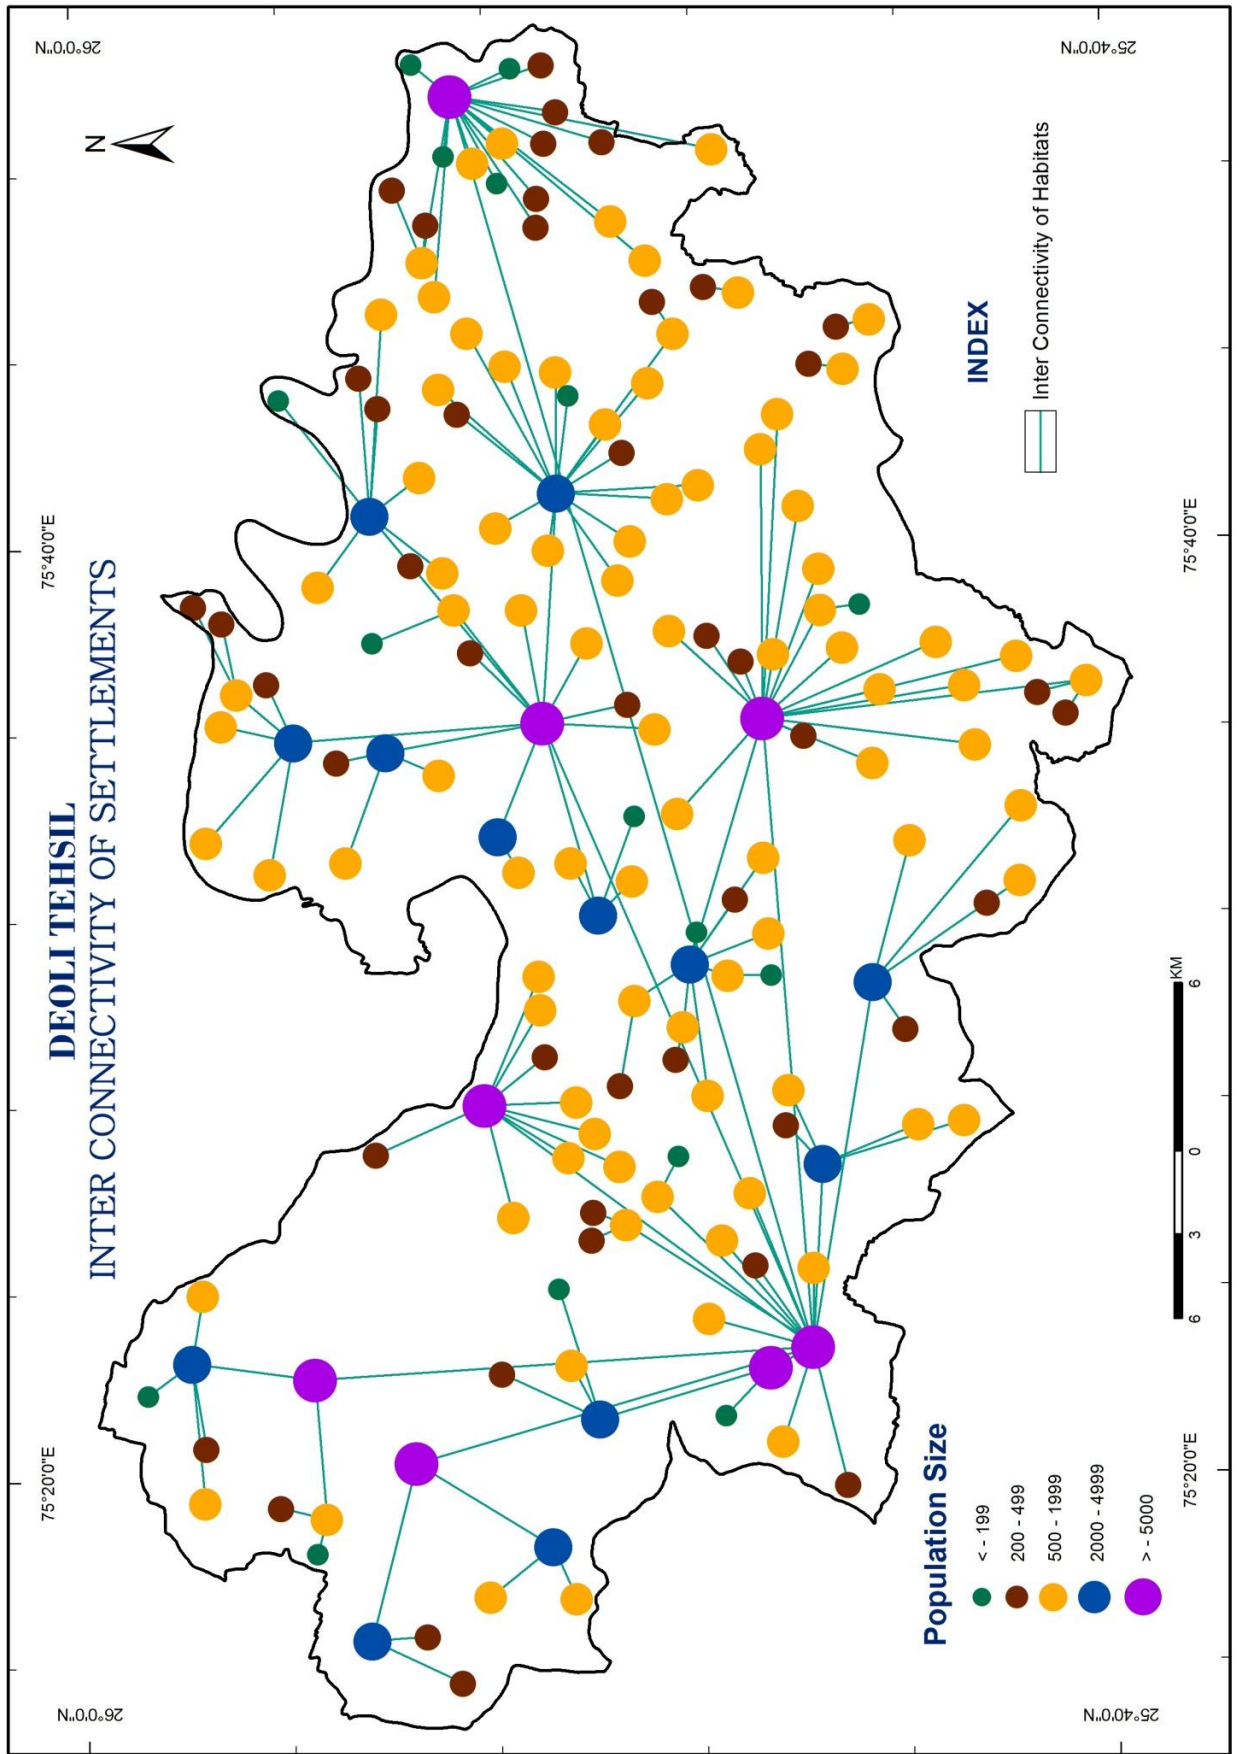 DEOLI TEHSIL
INTER CONNECTIVITY OF SETTLEMENTS
75°20'0"E
75°40'0"E
26°0'0"N
26°0'0"N
N
25°40'0"N
25°40'0"N
75°20'0"E
75°40'0"E
Population Size
< - 199
200 - 499
500 - 1999
2000 - 4999
> - 5000
6 3 0 6
KM
INDEX
Inter Connectivity of Habitats